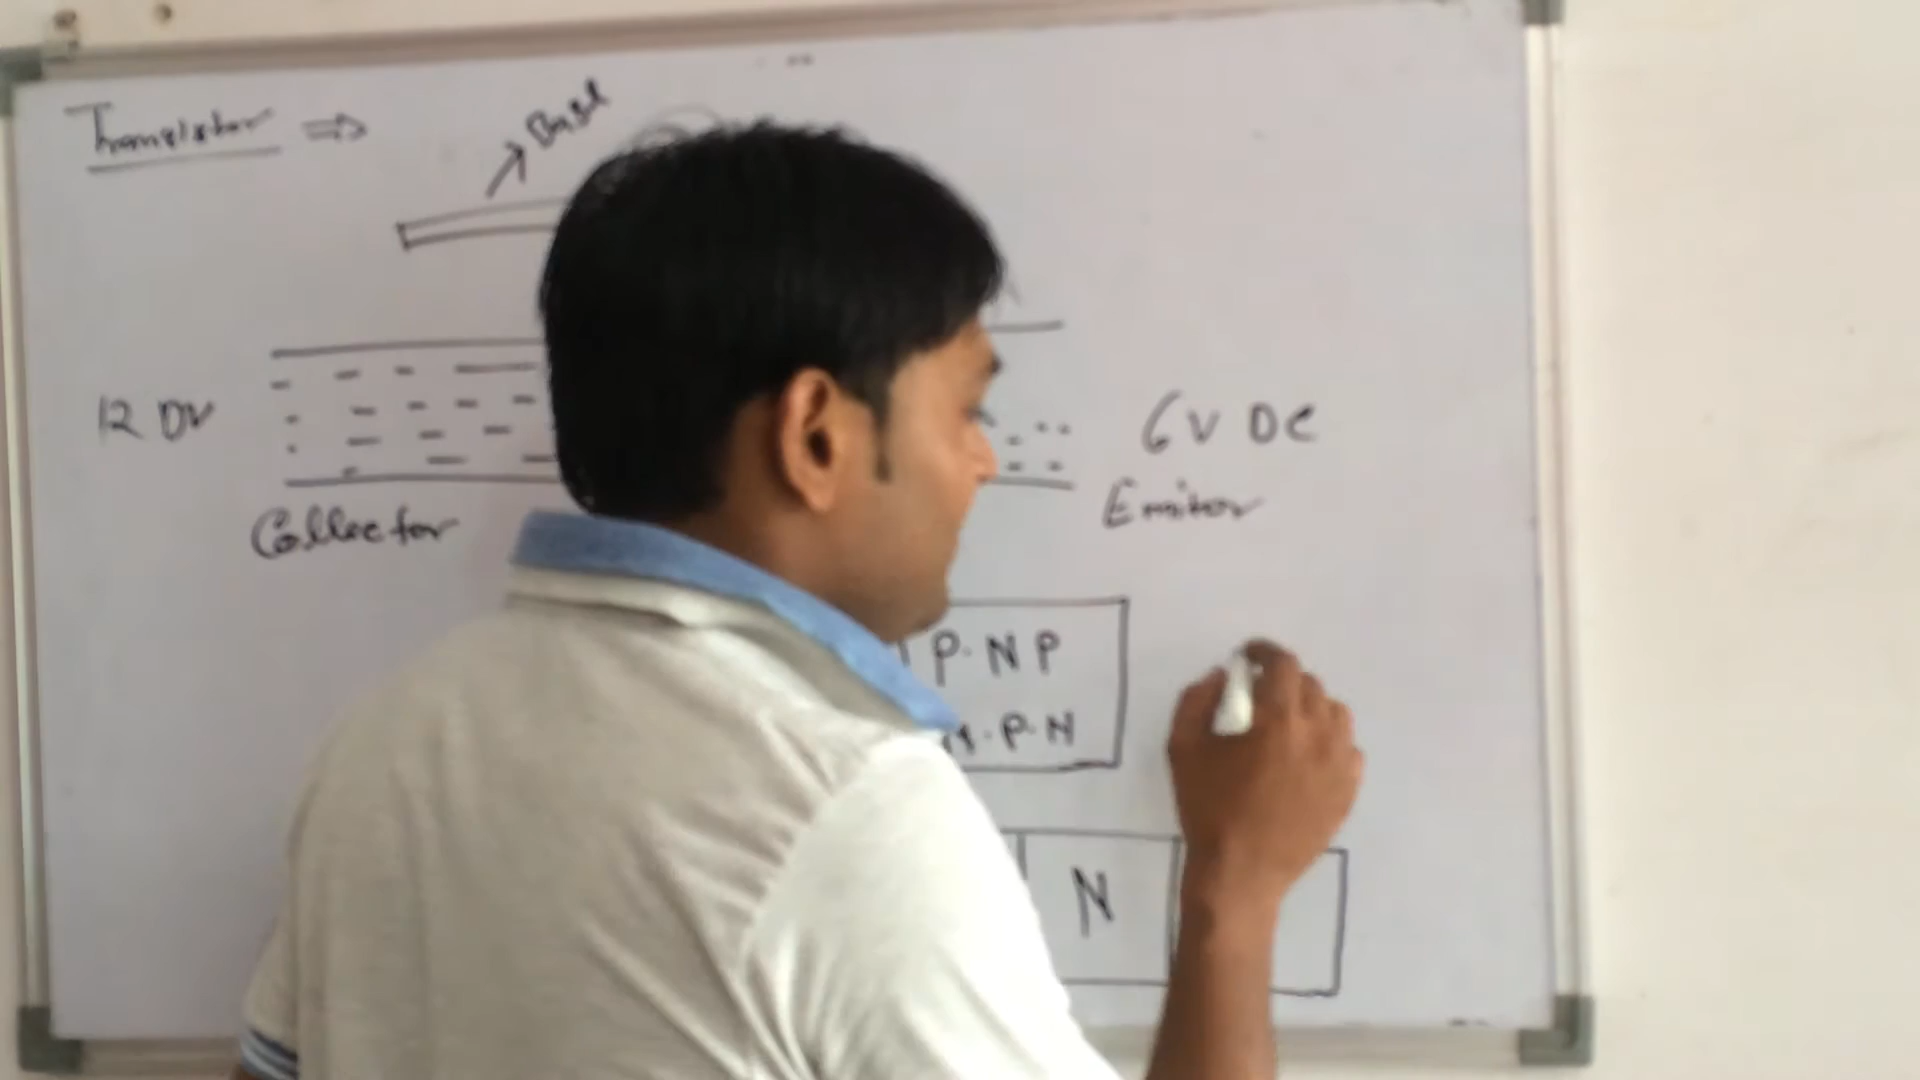 Transistor ⇒
Base
12 DV
6V DC
Collector
Emitor
P. N P
N. P. N
N